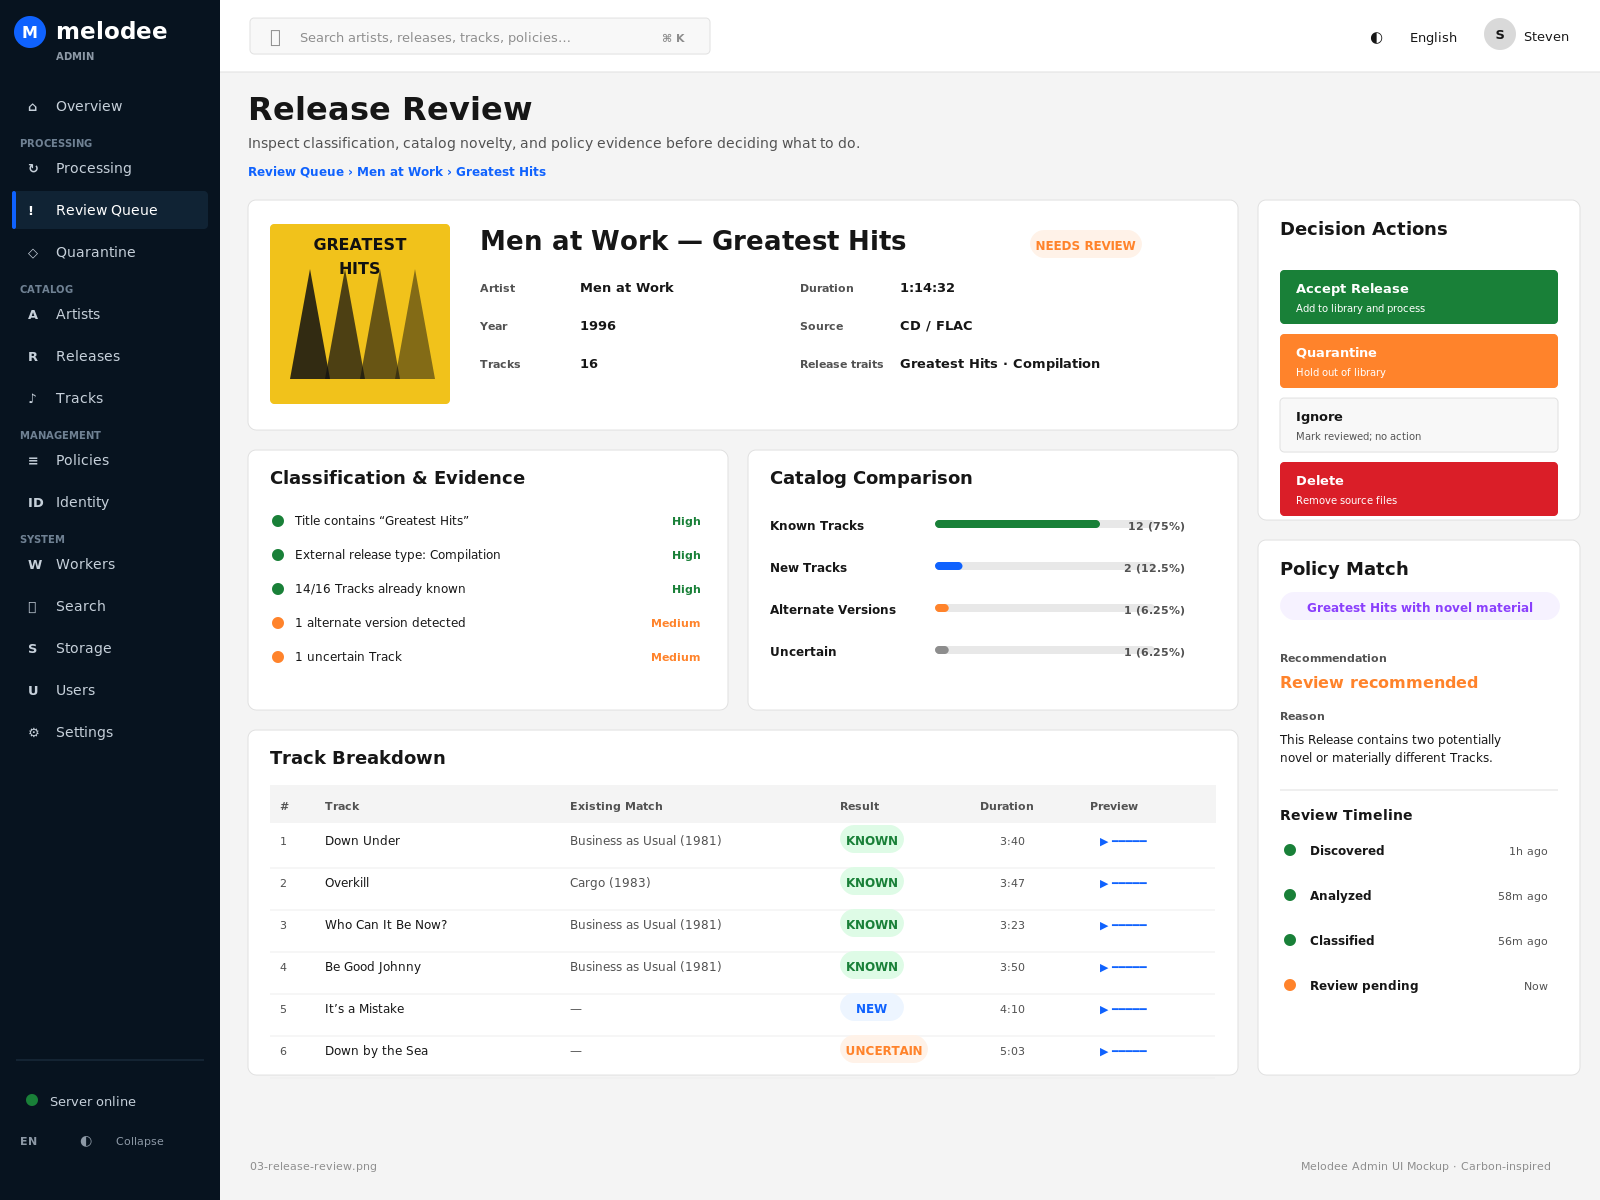 M melodee
ADMIN
⌂ Overview
PROCESSING
↻ Processing
! Review Queue
◇ Quarantine
CATALOG
A Artists
R Releases
♪ Tracks
MANAGEMENT
≡ Policies
ID Identity
SYSTEM
W Workers
Search
S Storage
U Users
⚙ Settings
Server online
EN ◐ Collapse
Search artists, releases, tracks, policies... ⌘ K
◐ English S Steven
Release Review
Inspect classification, catalog novelty, and policy evidence before deciding what to do.
Review Queue › Men at Work › Greatest Hits
GREATEST
HITS
Men at Work — Greatest Hits NEEDS REVIEW
Artist Men at Work Duration 1:14:32
Year 1996 Source CD / FLAC
Tracks 16 Release traits Greatest Hits · Compilation
Classification & Evidence
Title contains “Greatest Hits” High
External release type: Compilation High
14/16 Tracks already known High
1 alternate version detected Medium
1 uncertain Track Medium
Catalog Comparison
Known Tracks 12 (75%)
New Tracks 2 (12.5%)
Alternate Versions 1 (6.25%)
Uncertain 1 (6.25%)
Track Breakdown
# Track Existing Match Result Duration Preview
1 Down Under Business as Usual (1981) KNOWN 3:40 ▶ ━━━━━
2 Overkill Cargo (1983) KNOWN 3:47 ▶ ━━━━━
3 Who Can It Be Now? Business as Usual (1981) KNOWN 3:23 ▶ ━━━━━
4 Be Good Johnny Business as Usual (1981) KNOWN 3:50 ▶ ━━━━━
5 It’s a Mistake — NEW 4:10 ▶ ━━━━━
6 Down by the Sea — UNCERTAIN 5:03 ▶ ━━━━━
Decision Actions
Accept Release
Add to library and process
Quarantine
Hold out of library
Ignore
Mark reviewed; no action
Delete
Remove source files
Policy Match
Greatest Hits with novel material
Recommendation
Review recommended
Reason
This Release contains two potentially
novel or materially different Tracks.
Review Timeline
Discovered 1h ago
Analyzed 58m ago
Classified 56m ago
Review pending Now
03-release-review.png
Melodee Admin UI Mockup · Carbon-inspired